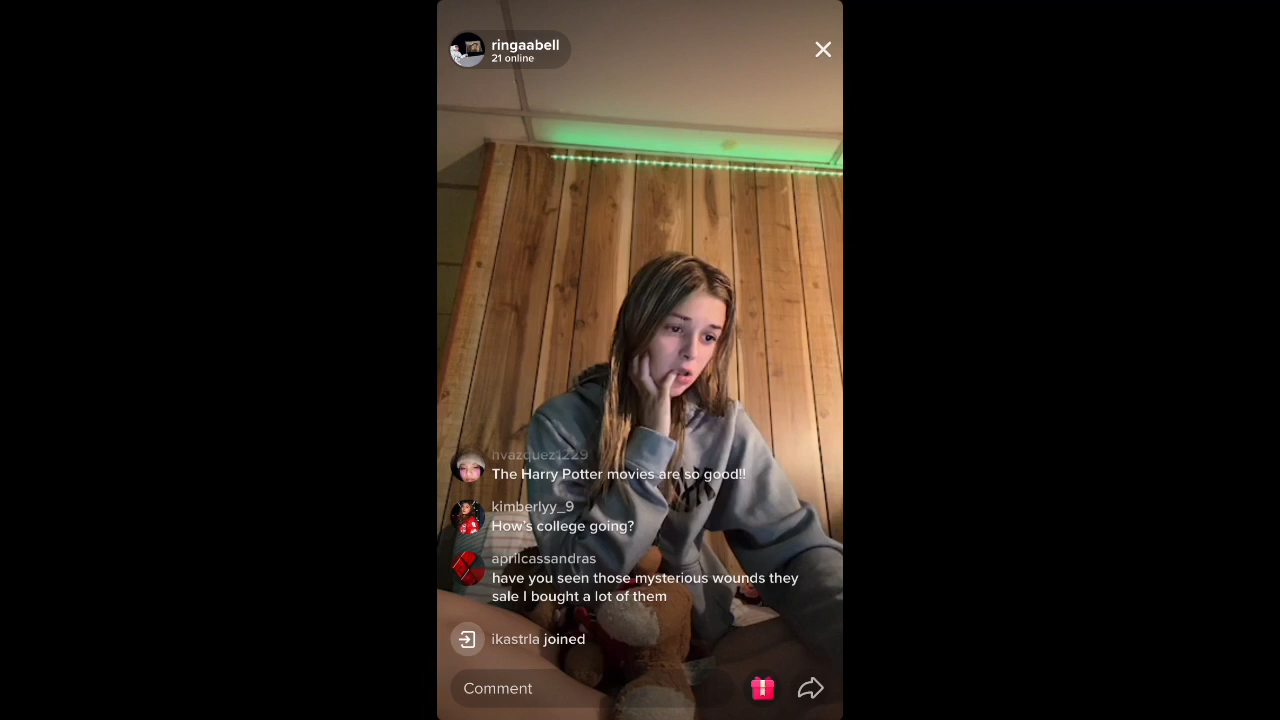 ringaabell
21 online
nvazquez1229
The Harry Potter movies are so good!!
kimberlyy_9
How's college going?
aprilcassandras
have you seen those mysterious wounds they
sale I bought a lot of them
ikastrla joined
Comment